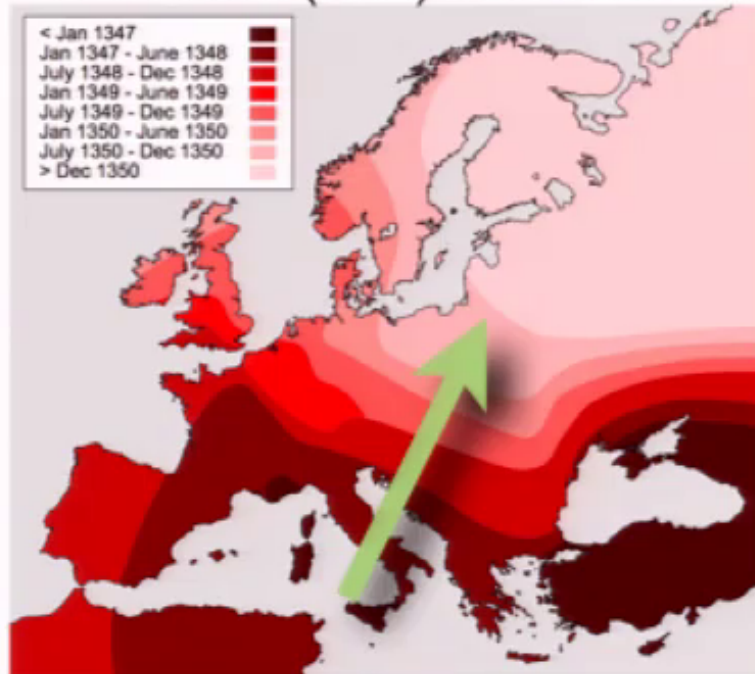 < Jan 1347
Jan 1347 - June 1348
July 1348 - Dec 1348
Jan 1349 - June 1349
July 1349 - Dec 1349
Jan 1350 - June 1350
July 1350 - Dec 1350
> Dec 1350